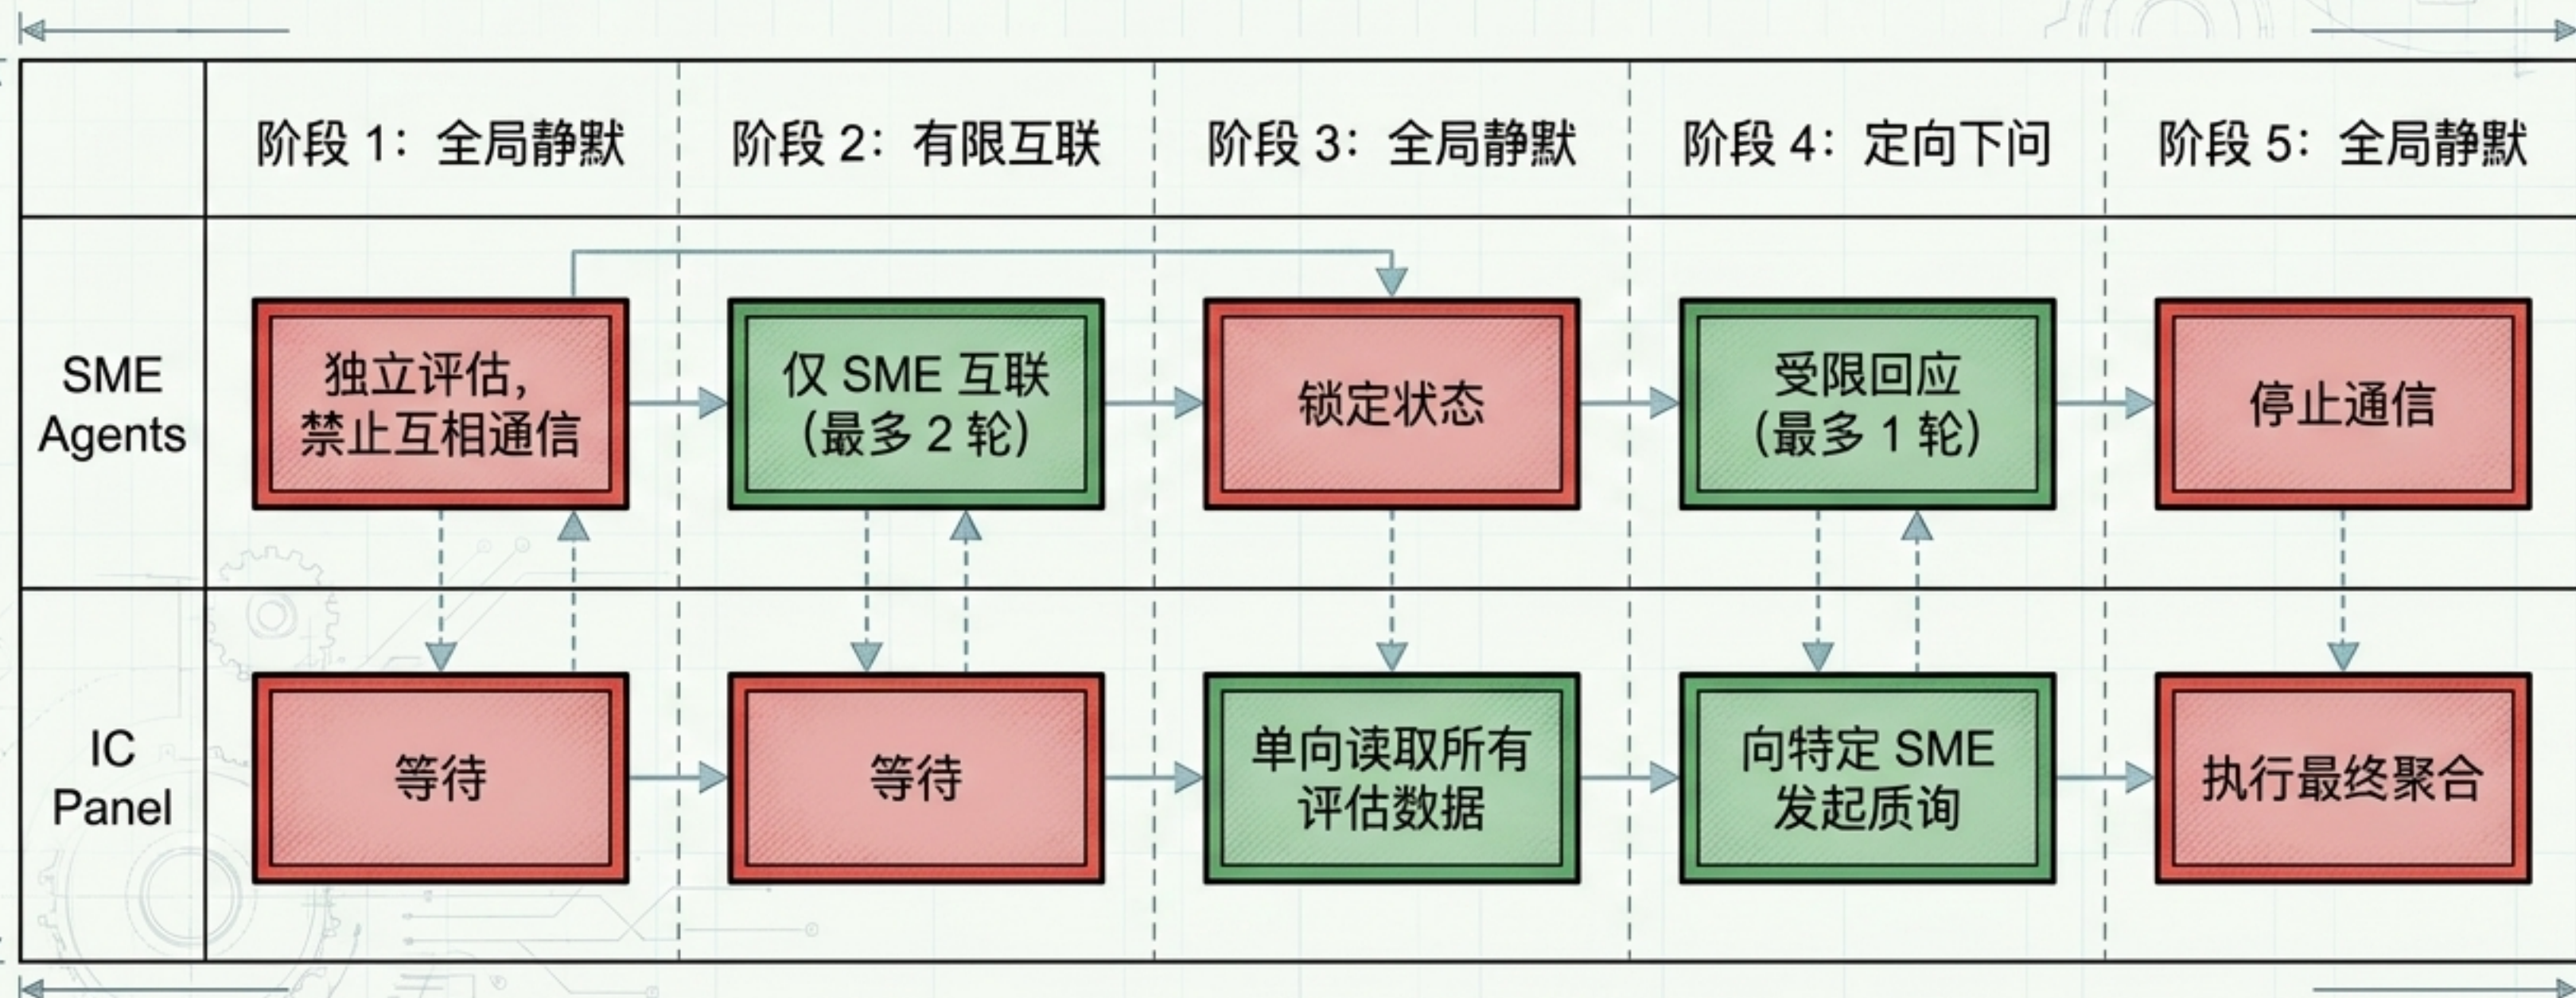 阶段 1：全局静默
阶段 2：有限互联
阶段 3：全局静默
阶段 4：定向下问
阶段 5：全局静默
SME
Agents
独立评估，
禁止互相通信
仅 SME 互联
（最多 2 轮）
锁定状态
受限回应
（最多 1 轮）
停止通信
IC
Panel
等待
等待
单向读取所有
评估数据
向特定 SME
发起质询
执行最终聚合